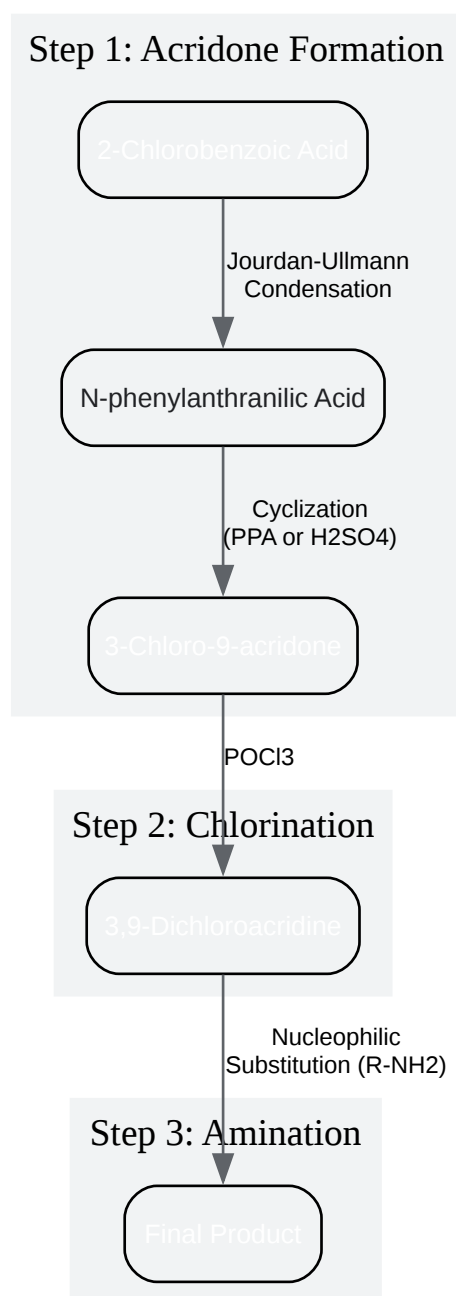 Step 1: Acridone Formation
2-Chlorobenzoic Acid
Jourdan-Ullmann
Condensation
N-phenylanthranilic Acid
Cyclization
(PPA or H2SO4)
3-Chloro-9-acridone
POCl3
Step 2: Chlorination
3,9-Dichloroacridine
Nucleophilic
Substitution (R-NH2)
Step 3: Amination
Final Product